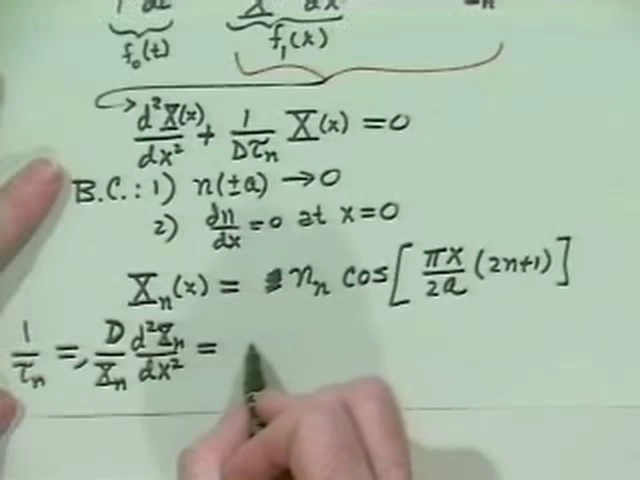 f₀(t) f₁(x)
d²X(x)/dx² + 1/Dτₙ X(x) = 0
B.C.: 1) n(±a) → 0
2) dn/dx = 0 at x = 0
Xₙ(x) = nₙ cos[πx/2a (2n+1)]
1/τₙ = , D/Xₙ d²Xₙ/dx² =